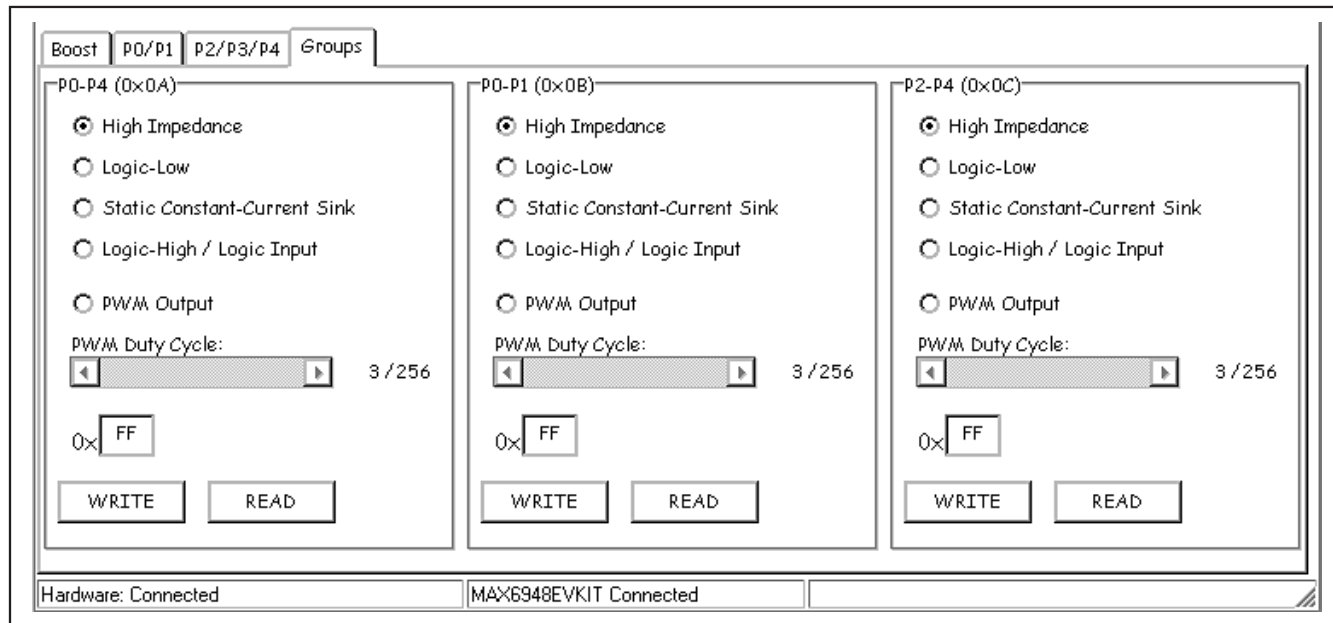 Boost P0/P1 P2/P3/P4 Groups
P0-P4 (0x0A)
High Impedance
Logic-Low
Static Constant-Current Sink
Logic-High / Logic Input
PWM Output
PWM Duty Cycle:
3/256
0x FF
WRITE READ
P0-P1 (0x0B)
High Impedance
Logic-Low
Static Constant-Current Sink
Logic-High / Logic Input
PWM Output
PWM Duty Cycle:
3/256
0x FF
WRITE READ
P2-P4 (0x0C)
High Impedance
Logic-Low
Static Constant-Current Sink
Logic-High / Logic Input
PWM Output
PWM Duty Cycle:
3/256
0x FF
WRITE READ
Hardware: Connected MAX6948EVKIT Connected